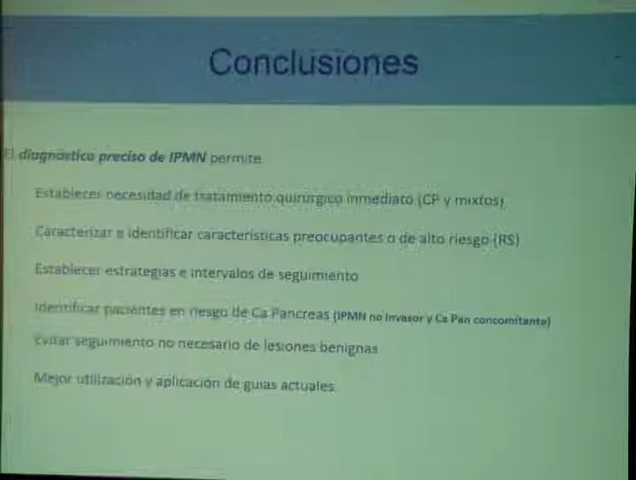 Conclusiones
El diagnóstico preciso de IPMN permite
Establecer necesidad de tratamiento quirúrgico inmediato (CP y mixtos)
Caracterizar e identificar características preocupantes o de alto riesgo (RS)
Establecer estrategias e intervalos de seguimiento
Identificar pacientes en riesgo de Ca Pancreas (IPMN no Invasor y Ca Pan concomitante)
Evitar seguimiento no necesario de lesiones benignas
Mejor utilización y aplicación de guias actuales.